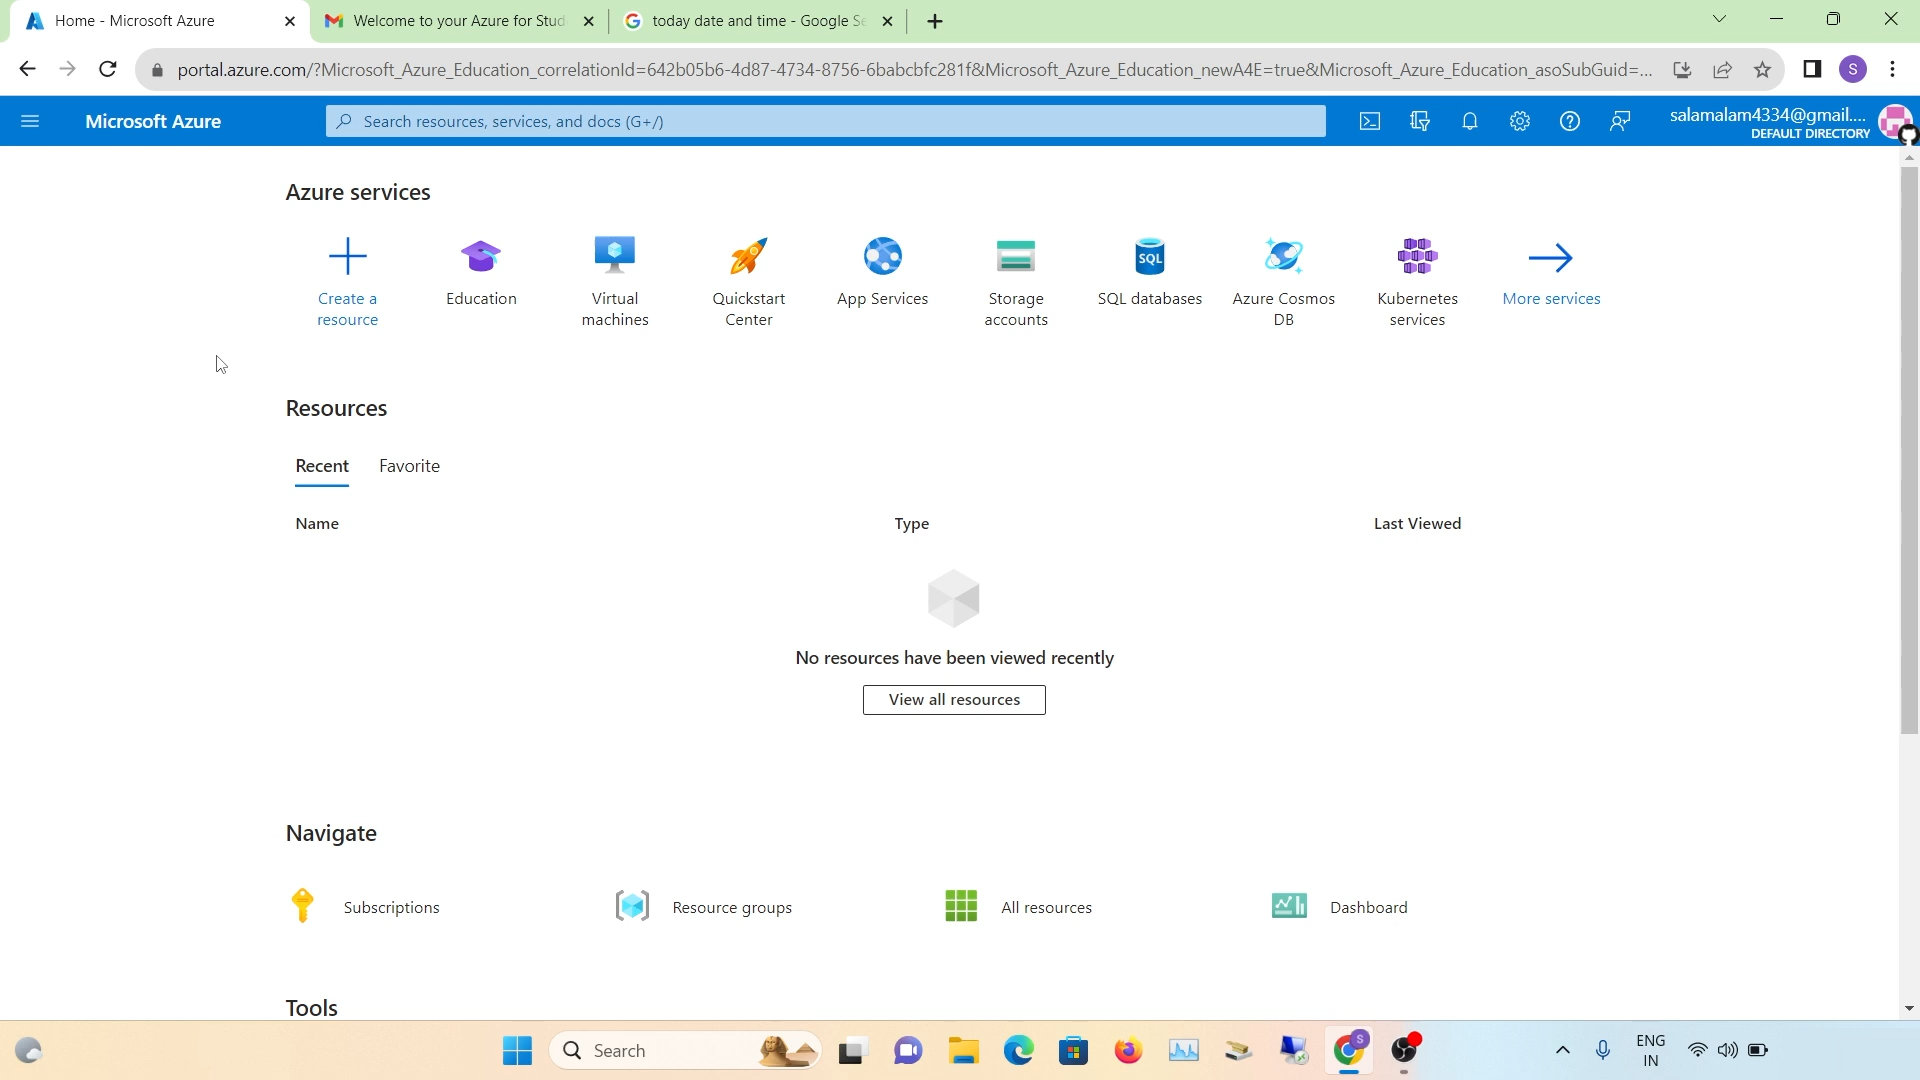 Home - Microsoft Azure
Welcome to your Azure for Stud
today date and time - Google Se
portal.azure.com/?Microsoft_Azure_Education_correlationId=642b05b6-4d87-4734-8756-6babcbfc281f&Microsoft_Azure_Education_newA4E=true&Microsoft_Azure_Education_asoSubGuid=...
S
Microsoft Azure
Search resources, services, and docs (G+/)
salamalam4334@gmail....
DEFAULT DIRECTORY
Azure services
Create a
resource
Education
Virtual
machines
Quickstart
Center
App Services
Storage
accounts
SQL
SQL databases
Azure Cosmos
DB
Kubernetes
services
More services
Resources
Recent
Favorite
Name
Type
Last Viewed
No resources have been viewed recently
View all resources
Navigate
Subscriptions
Resource groups
All resources
Dashboard
Tools
Search
S
ENG
IN